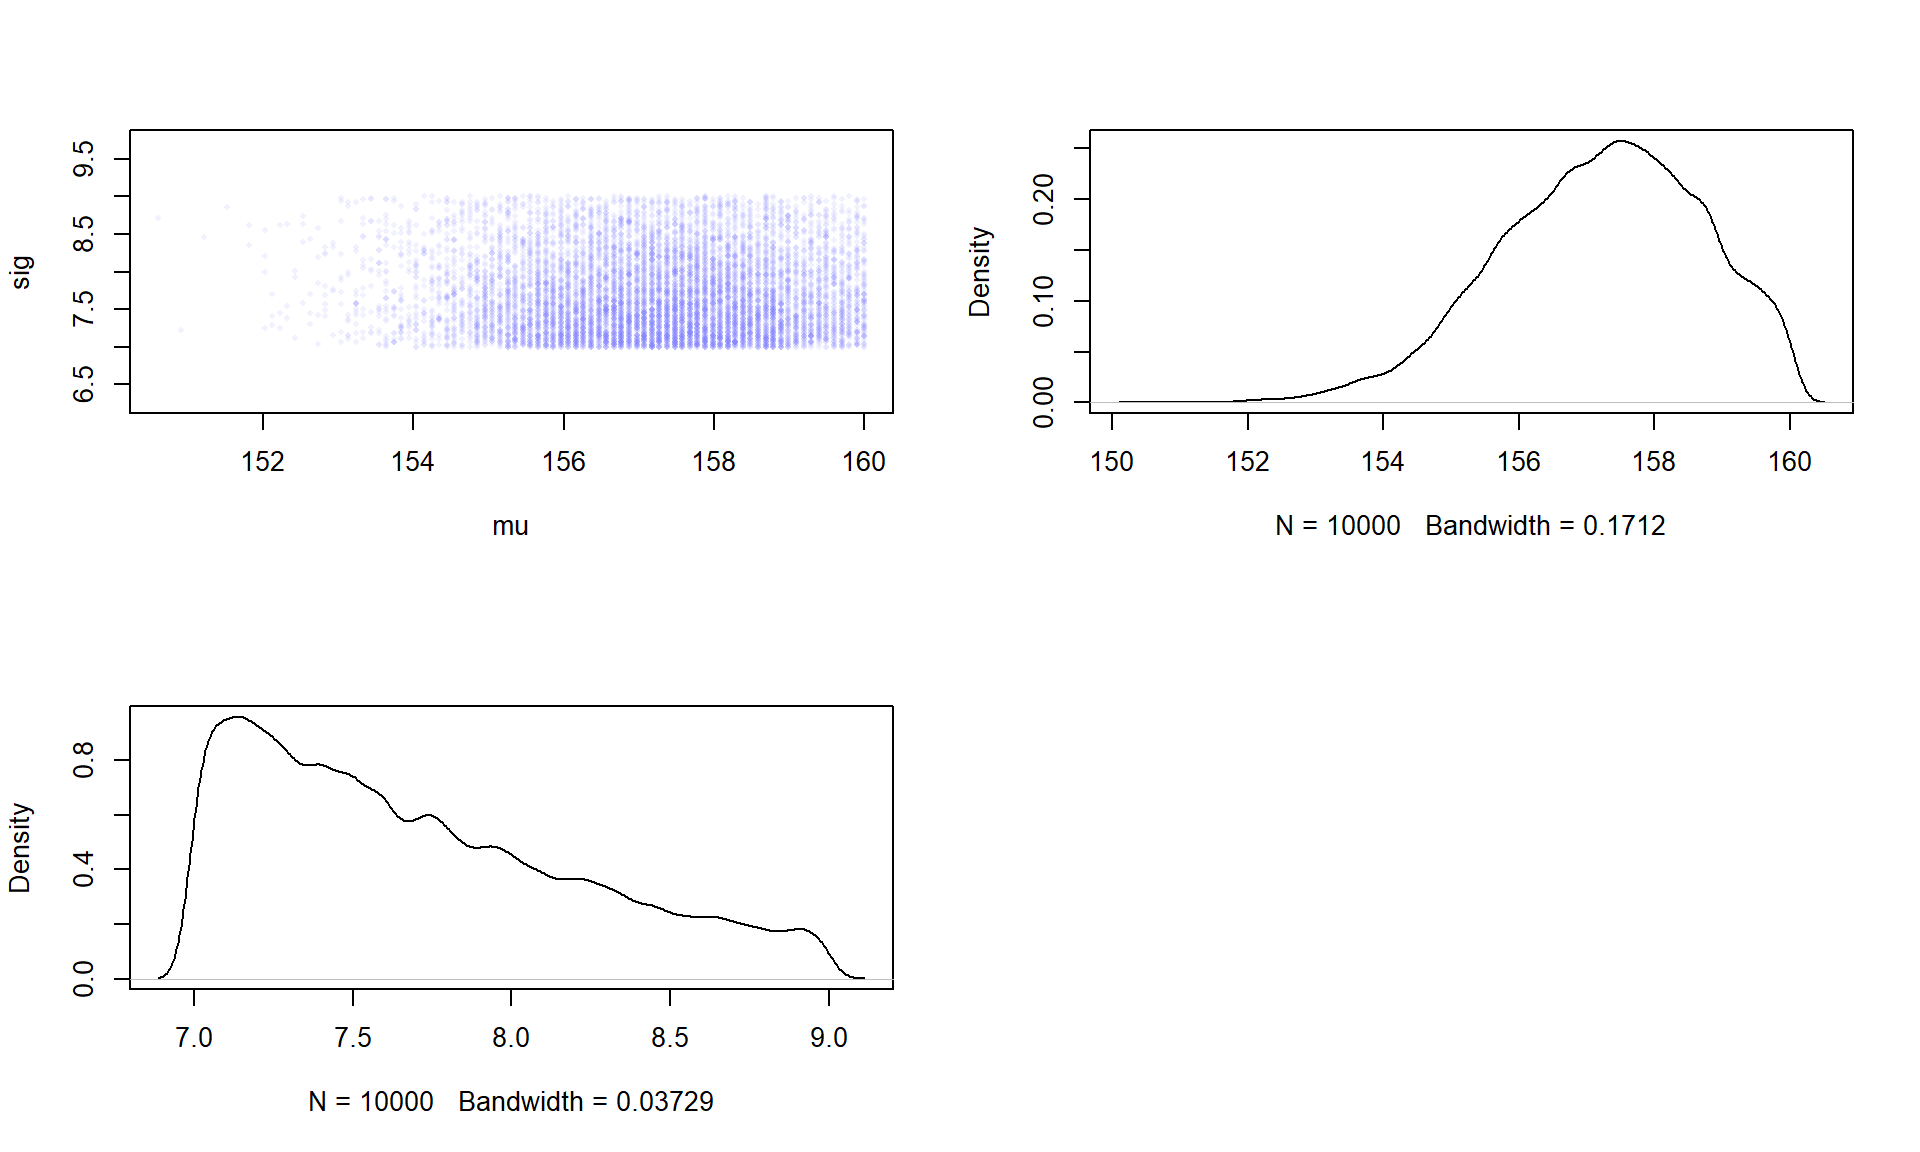 sig
9.5
8.5
7.5
6.5
152 154 156 158 160
mu
Density
0.20
0.10
0.00
150 152 154 156 158 160
N = 10000 Bandwidth = 0.1712
Density
0.8
0.4
0.0
7.0 7.5 8.0 8.5 9.0
N = 10000 Bandwidth = 0.03729